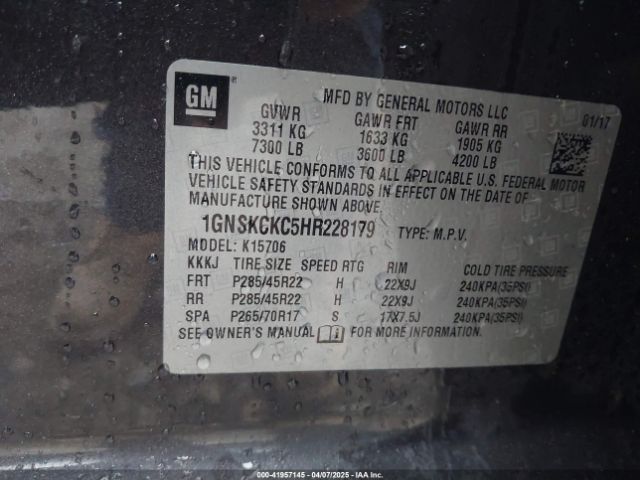 GM
MFD BY GENERAL MOTORS LLC
GVWR GAWR FRT GAWR RR 01/17
3311 KG 1633 KG 1905 KG
7300 LB 3600 LB 4200 LB
THIS VEHICLE CONFORMS TO ALL APPLICABLE U.S. FEDERAL MOTOR
VEHICLE SAFETY STANDARDS IN EFFECT ON THE DATE OF
MANUFACTURE SHOWN ABOVE.
1GNSKCKC5HR228179 TYPE: M.P.V.
MODEL: K15706
KKKJ TIRE SIZE SPEED RTG RIM COLD TIRE PRESSURE
FRT P285/45R22 H 22X9J 240KPA(35PSI)
RR P285/45R22 H 22X9J 240KPA(35PSI)
SPA P265/70R17 S 17X7.5J 240KPA(35PSI)
SEE OWNER'S MANUAL FOR MORE INFORMATION.
000-41957145 - 04/07/2025 - IAAI.com